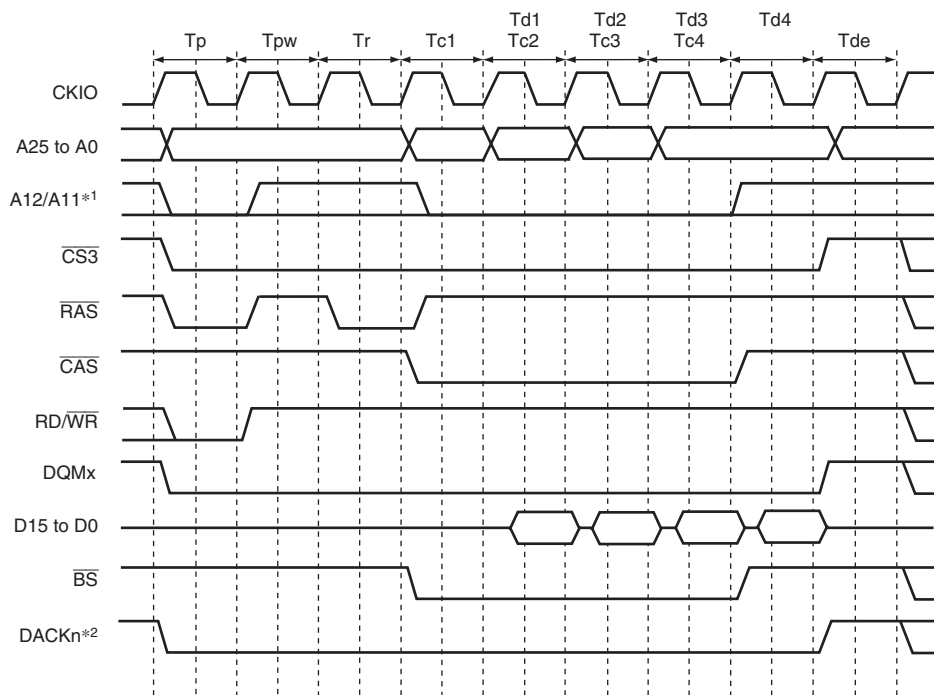 Td1 Td2 Td3 Td4
Tp Tpw Tr Tc1 Tc2 Tc3 Tc4 Tde
CKIO
A25 to A0
A12/A11*1
CS3
RAS
CAS
RD/WR
DQMx
D15 to D0
BS
DACKn*2